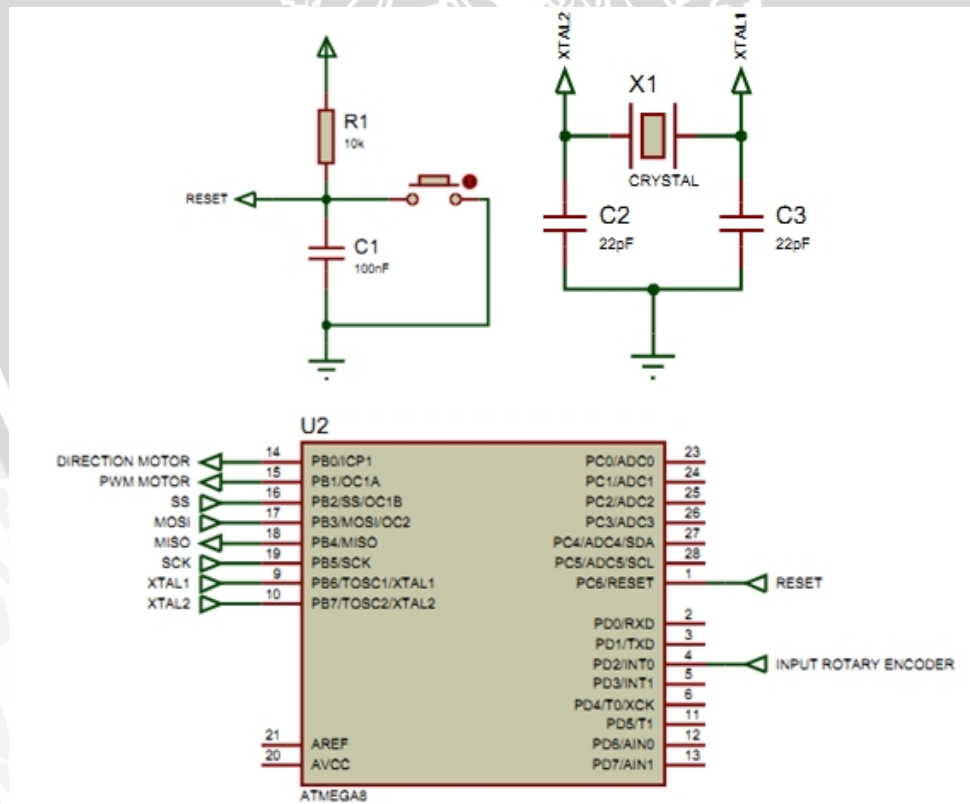 XTAL2
XTAL1
X1
R1
10k
CRYSTAL
RESET
C2
22pF
C3
22pF
C1
100nF
U2
DIRECTION MOTOR 14 PB0/ICP1
PWM MOTOR 15 PB1/OC1A
SS 16 PB2/SS/OC1B
MOSI 17 PB3/MOSI/OC2
MISO 18 PB4/MISO
SCK 19 PB5/SCK
XTAL1 9 PB6/TOSC1/XTAL1
XTAL2 10 PB7/TOSC2/XTAL2
21 AREF
20 AVCC
PC0/ADC0 23
PC1/ADC1 24
PC2/ADC2 25
PC3/ADC3 26
PC4/ADC4/SDA 27
PC5/ADC5/SCL 28
PC6/RESET 1 RESET
PD0/RXD 2
PD1/TXD 3
PD2/INT0 4 INPUT ROTARY ENCODER
PD3/INT1 5
PD4/T0/XCK 6
PD5/T1 11
PD6/AIN0 12
PD7/AIN1 13
ATMEGA8